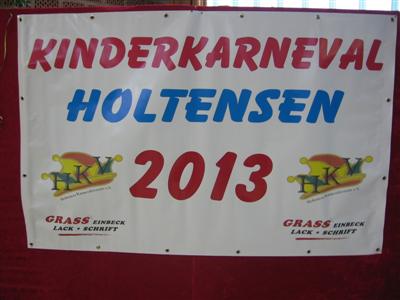 KINDERKARNEVAL
HOLTENSEN
2013
HKV
HKV
GRASS EINBECK
LACK • SCHRIFT
GRASS EINBECK
LACK • SCHRIFT